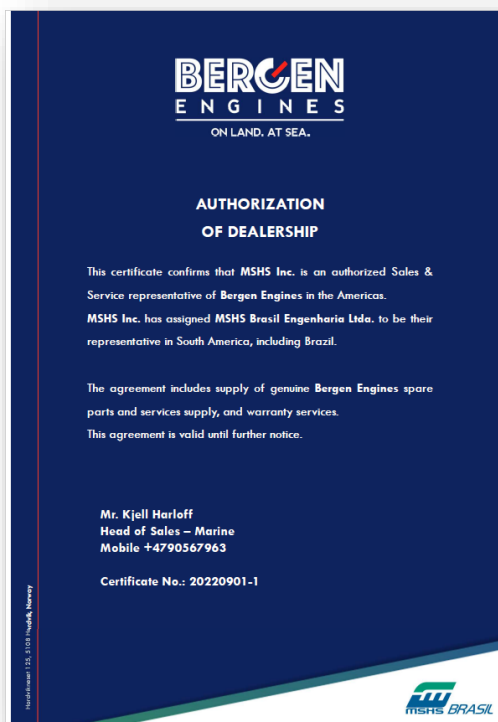 BERGEN
ENGINES
ON LAND. AT SEA.
AUTHORIZATION
OF DEALERSHIP
This certificate confirms that MSHS Inc. is an authorized Sales &
Service representative of Bergen Engines in the Americas.
MSHS Inc. has assigned MSHS Brasil Engenharia Ltda. to be their
representative in South America, including Brazil.
The agreement includes supply of genuine Bergen Engines spare
parts and services supply, and warranty services.
This agreement is valid until further notice.
Mr. Kjell Harloff
Head of Sales – Marine
Mobile +4790567963
Certificate No.: 20220901-1
Hordvikneset 125, 5108 Hordvik, Norway
MSHS BRASIL